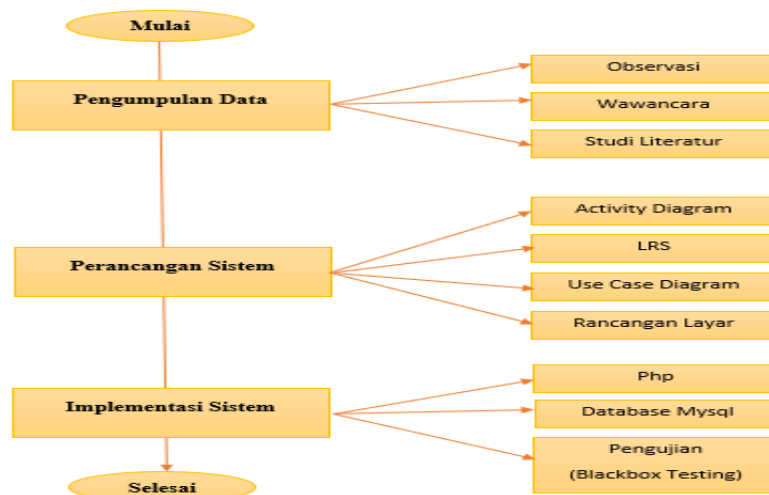 Mulai
Pengumpulan Data
Observasi
Wawancara
Studi Literatur
Perancangan Sistem
Activity Diagram
LRS
Use Case Diagram
Rancangan Layar
Implementasi Sistem
Php
Database Mysql
Pengujian
(Blackbox Testing)
Selesai